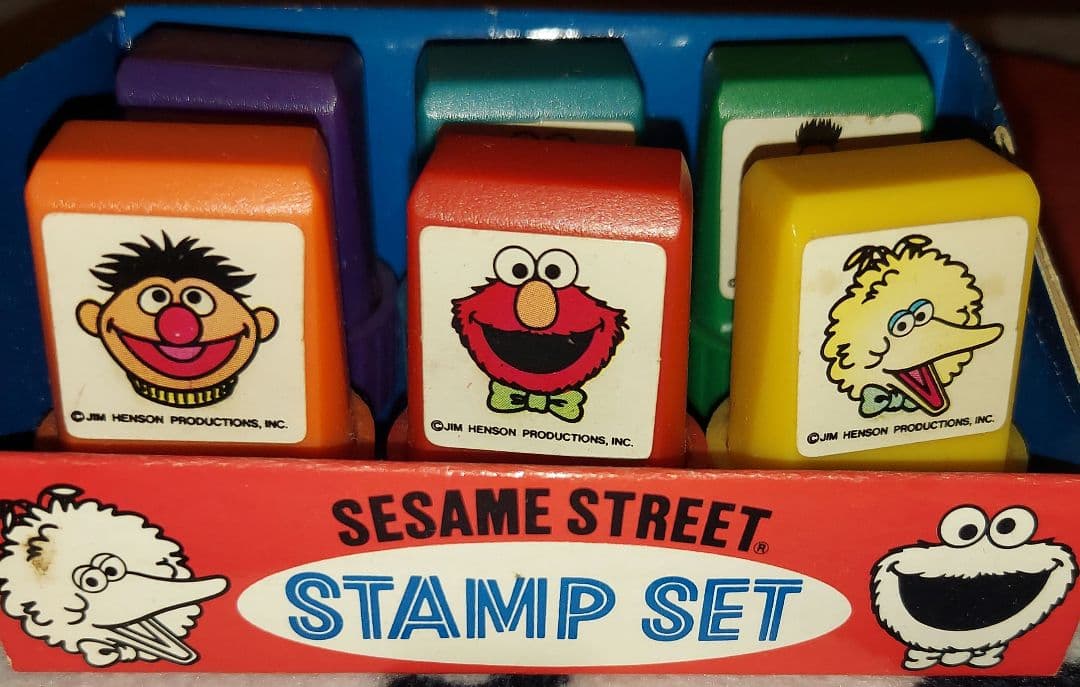 ©JIM HENSON PRODUCTIONS, INC.
©JIM HENSON PRODUCTIONS, INC.
©JIM HENSON PRODUCTIONS, INC.
SESAME STREET®
STAMP SET